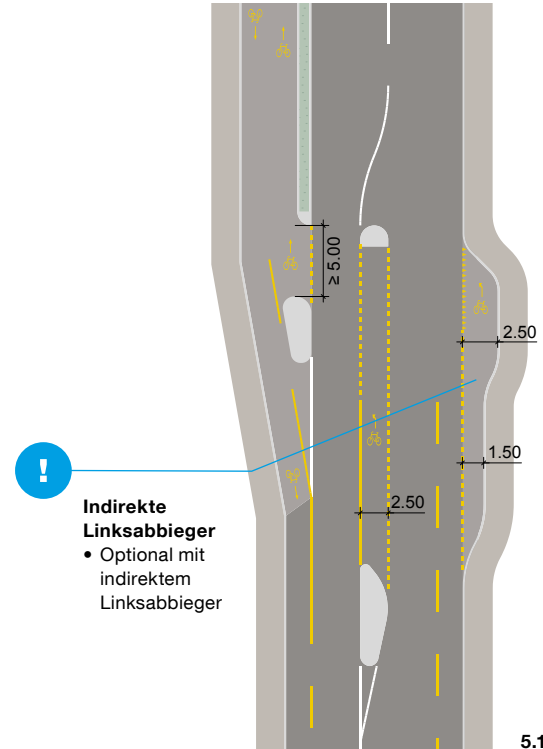 ≥ 5.00
2.50
1.50
2.50
!
Indirekte
Linksabbieger
• Optional mit
indirektem
Linksabbieger
5.1